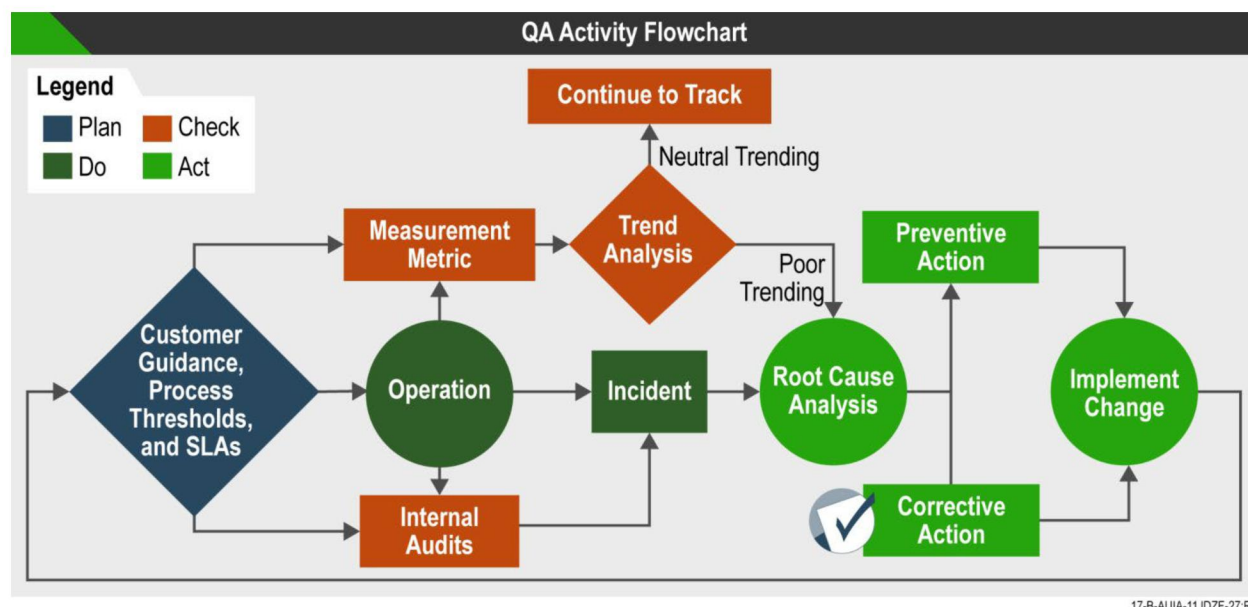 QA Activity Flowchart
Legend
Plan
Check
Do
Act
Continue to Track
Neutral Trending
Measurement
Metric
Trend
Analysis
Poor
Trending
Preventive
Action
Customer
Guidance,
Process
Thresholds,
and SLAs
Operation
Incident
Root Cause
Analysis
Implement
Change
Internal
Audits
Corrective
Action